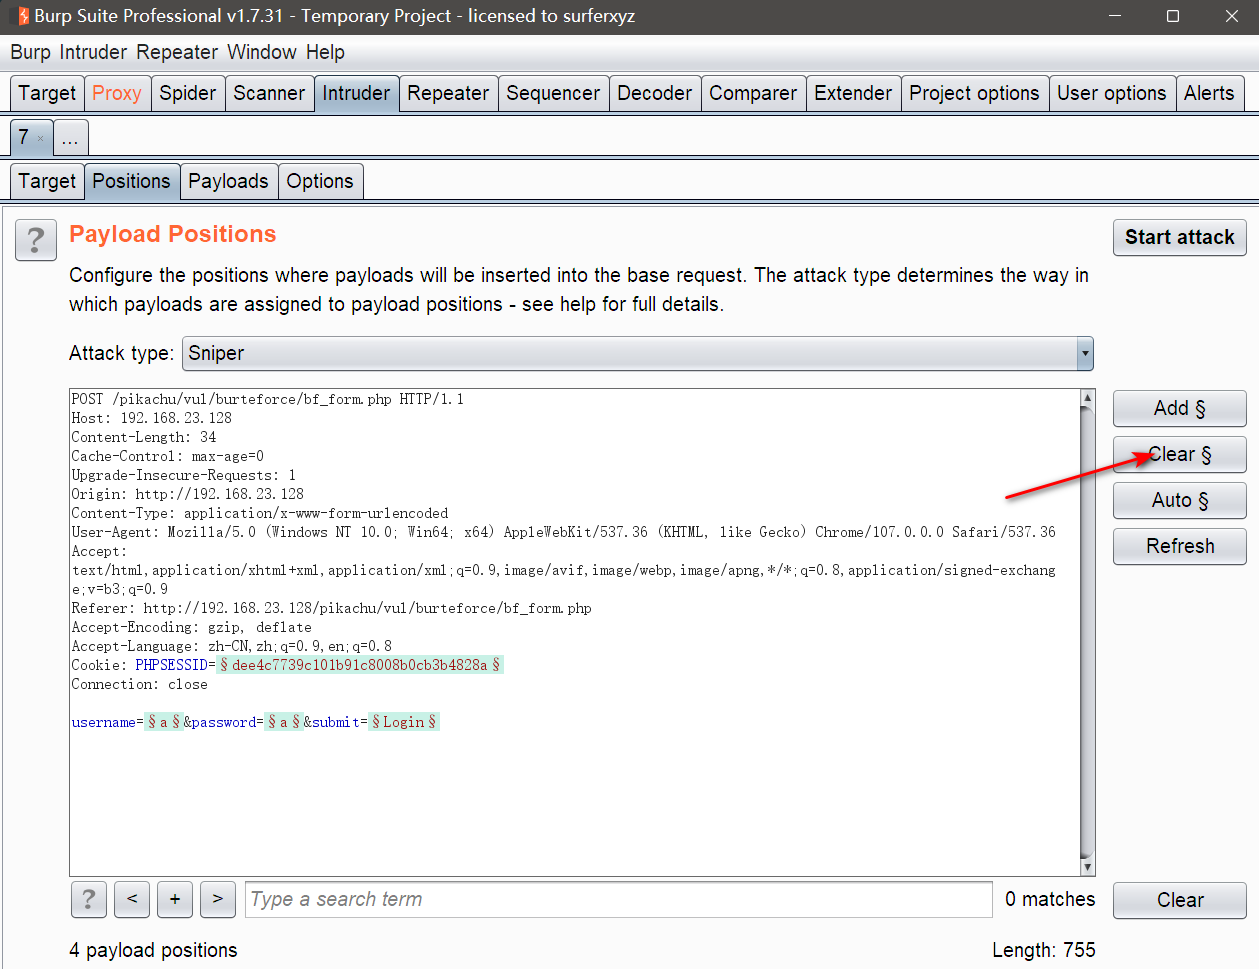 Burp Suite Professional v1.7.31 - Temporary Project - licensed to surferxyz
Burp Intruder Repeater Window Help
Target Proxy Spider Scanner Intruder Repeater Sequencer Decoder Comparer Extender Project options User options Alerts
7 × ...
Target Positions Payloads Options
? Payload Positions Start attack
Configure the positions where payloads will be inserted into the base request. The attack type determines the way in
which payloads are assigned to payload positions - see help for full details.
Attack type: Sniper
POST /pikachu/vul/burteforce/bf_form.php HTTP/1.1
Host: 192.168.23.128
Content-Length: 34
Cache-Control: max-age=0
Upgrade-Insecure-Requests: 1
Origin: http://192.168.23.128
Content-Type: application/x-www-form-urlencoded
User-Agent: Mozilla/5.0 (Windows NT 10.0; Win64; x64) AppleWebKit/537.36 (KHTML, like Gecko) Chrome/107.0.0.0 Safari/537.36
Accept:
text/html,application/xhtml+xml,application/xml;q=0.9,image/avif,image/webp,image/apng,*/*;q=0.8,application/signed-exchang
e;v=b3;q=0.9
Referer: http://192.168.23.128/pikachu/vul/burteforce/bf_form.php
Accept-Encoding: gzip, deflate
Accept-Language: zh-CN,zh;q=0.9,en;q=0.8
Cookie: PHPSESSID=§dee4c7739c101b91c8008b0cb3b4828a§
Connection: close
username=§a§&password=§a§&submit=§Login§
Add §
Clear §
Auto §
Refresh
? < + > Type a search term 0 matches Clear
4 payload positions Length: 755